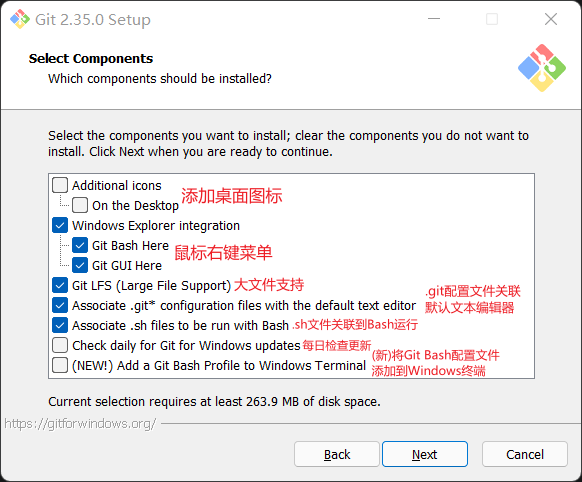 Git 2.35.0 Setup
Select Components
Which components should be installed?
Select the components you want to install; clear the components you do not want to
install. Click Next when you are ready to continue.
Additional icons
On the Desktop
添加桌面图标
Windows Explorer integration
Git Bash Here
Git GUI Here
鼠标右键菜单
Git LFS (Large File Support) 大文件支持
Associate .git* configuration files with the default text editor
.git配置文件关联
默认文本编辑器
Associate .sh files to be run with Bash .sh文件关联到Bash运行
Check daily for Git for Windows updates 每日检查更新
(NEW!) Add a Git Bash Profile to Windows Terminal
(新)将Git Bash配置文件
添加到Windows终端
Current selection requires at least 263.9 MB of disk space.
https://gitforwindows.org/
Back
Next
Cancel